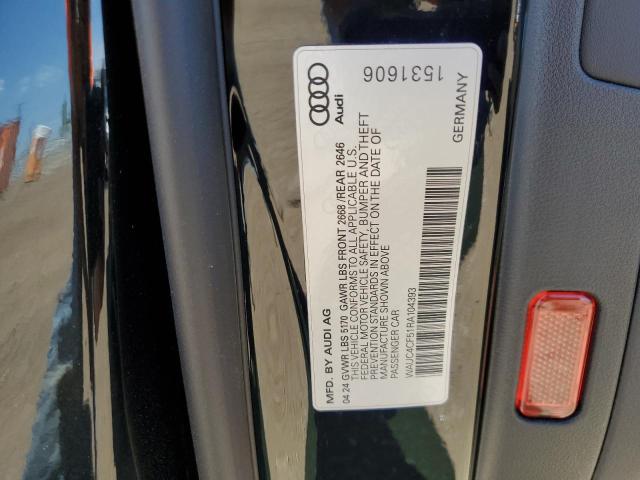 MFD. BY AUDI AG
04 24 GVWR LBS 5170 GAWR LBS FRONT 2668 /REAR 2646
THIS VEHICLE CONFORMS TO ALL APPLICABLE U.S.
FEDERAL MOTOR VEHICLE SAFETY, BUMPER AND THEFT
PREVENTION STANDARDS IN EFFECT ON THE DATE OF
MANUFACTURE SHOWN ABOVE
PASSENGER CAR
WAUC4CF51RA104393
Audi
GERMANY
1531606